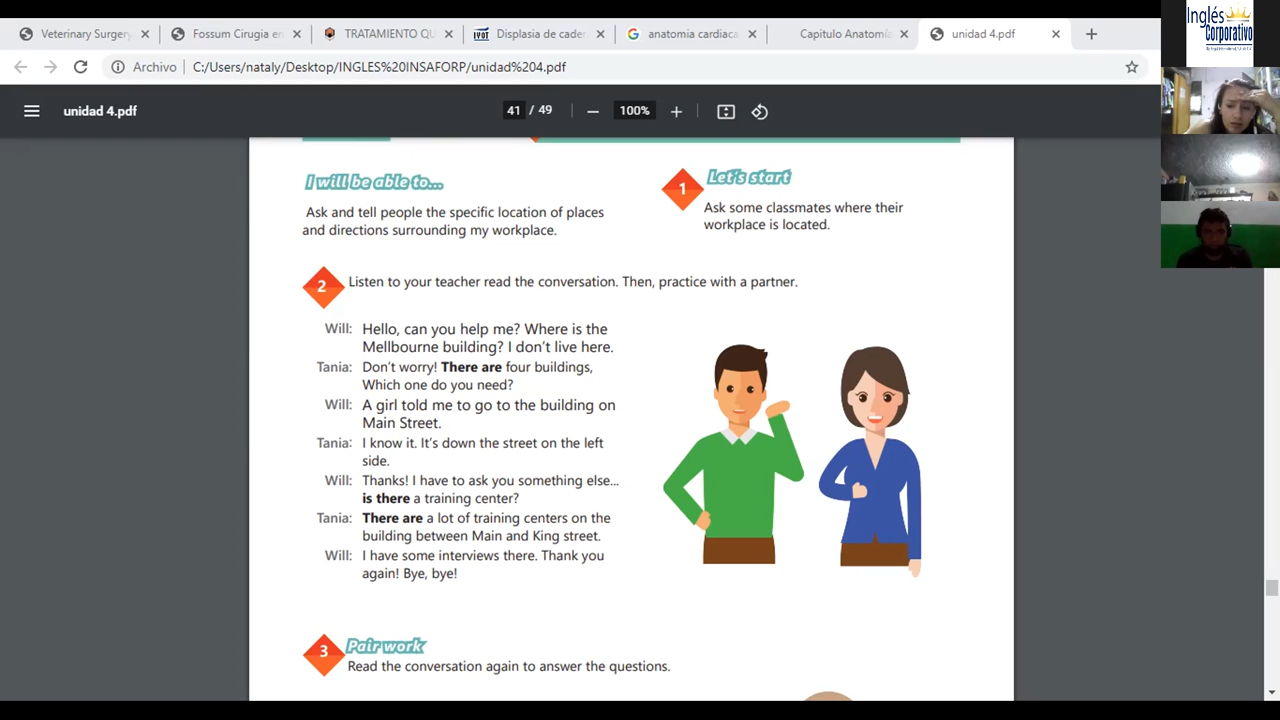 Veterinary Surgery
Fossum Cirugia en
TRATAMIENTO QU
IVOT
Displasa de cader
anatomia cardiaca
Capitulo Anatomi
unidad 4.pdf
Archivo
C:/Users/nataly/Desktop/INGLES%20INSAFORP/unidad%204.pdf
unidad 4.pdf
41 / 49
100%
Inglés
Corporativo
I will be able to...
Ask and tell people the specific location of places
and directions surrounding my workplace.
1
Let's start
Ask some classmates where their
workplace is located.
2
Listen to your teacher read the conversation. Then, practice with a partner.
Will: Hello, can you help me? Where is the
Mellbourne building? I don't live here.
Tania: Don't worry! There are four buildings,
Which one do you need?
Will: A girl told me to go to the building on
Main Street.
Tania: I know it. It's down the street on the left
side.
Will: Thanks! I have to ask you something else...
is there a training center?
Tania: There are a lot of training centers on the
building between Main and King street.
Will: I have some interviews there. Thank you
again! Bye, bye!
3
Pair work
Read the conversation again to answer the questions.